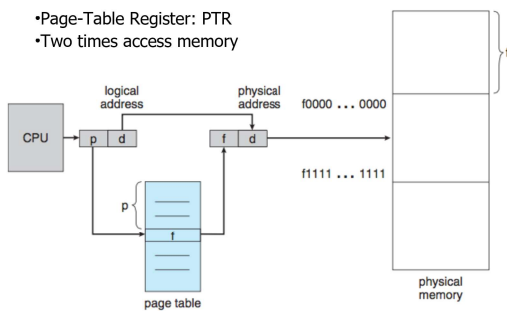 •Page-Table Register: PTR
•Two times access memory
logical
address
physical
address
f0000 ... 0000
f
CPU
p d
f d
f1111 ... 1111
p
f
physical
memory
page table